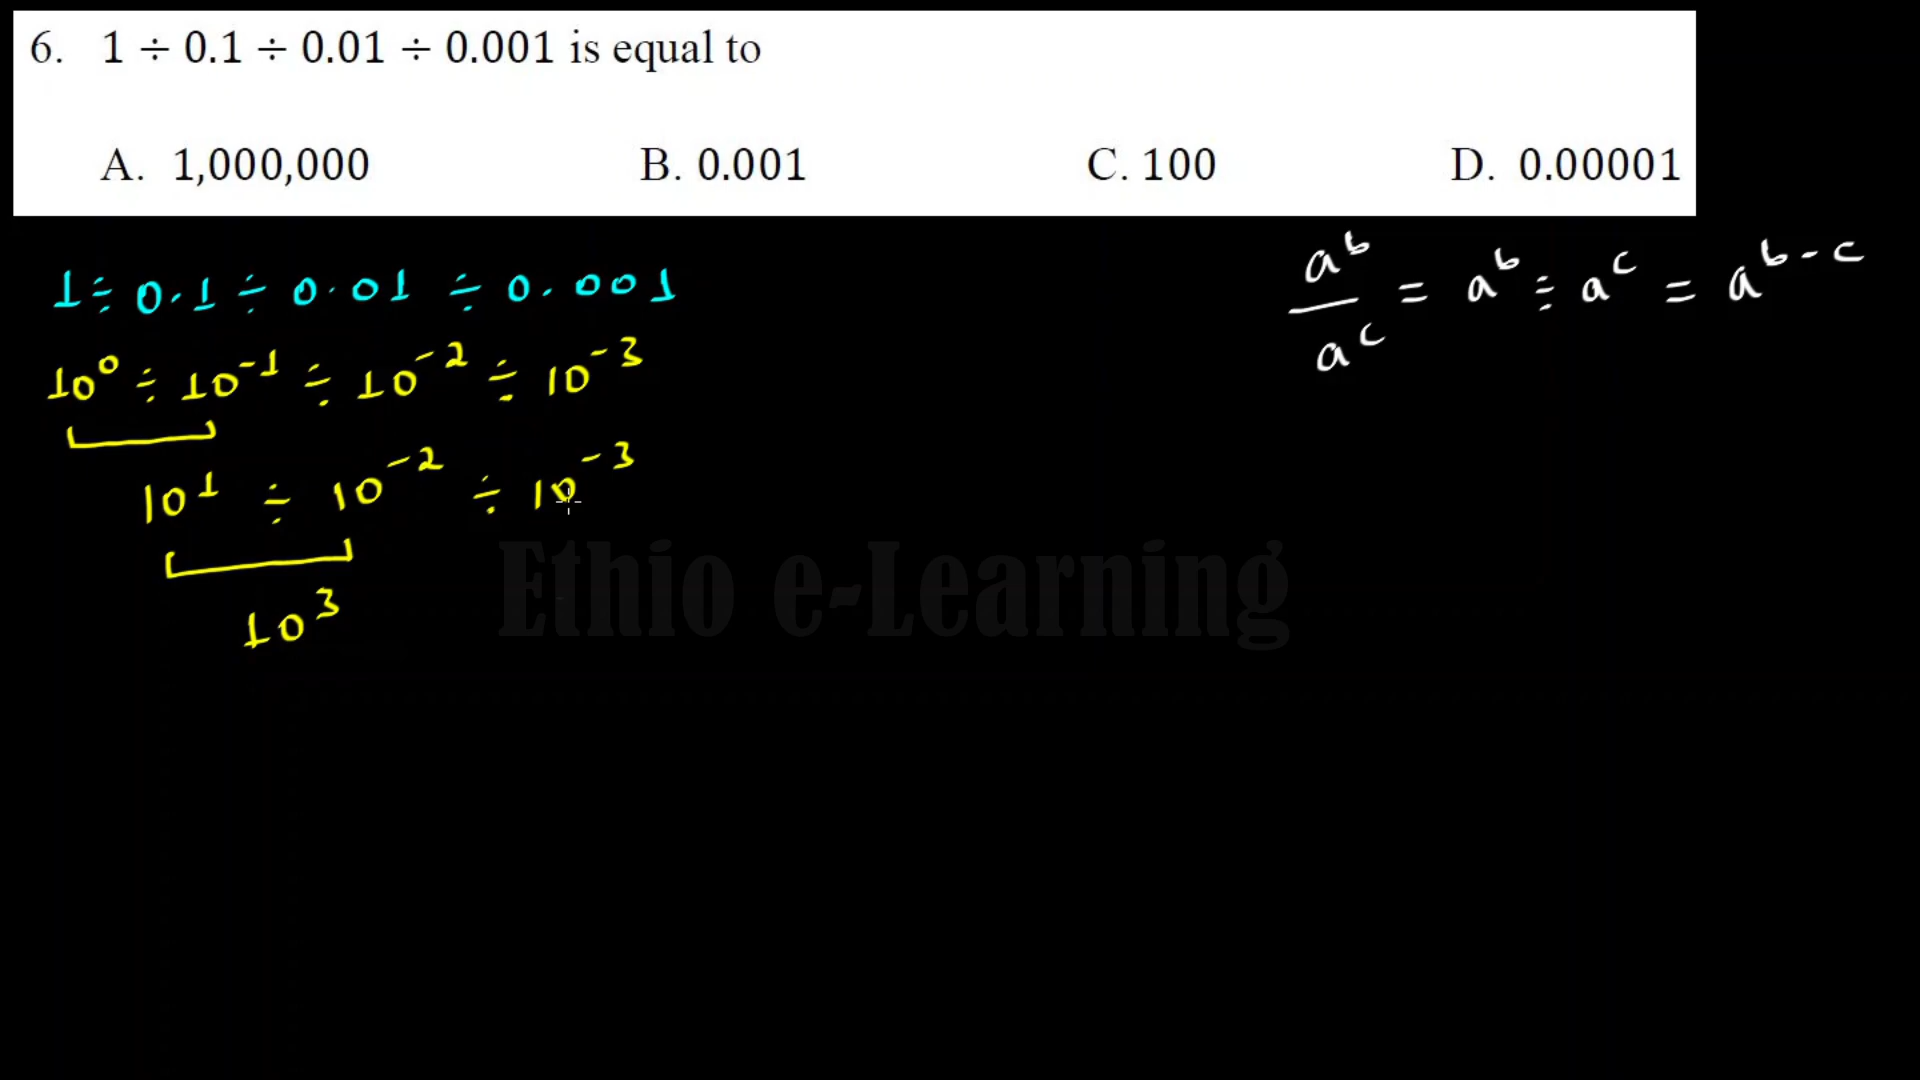 6. 1 ÷ 0.1 ÷ 0.01 ÷ 0.001 is equal to
A. 1,000,000 B. 0.001 C. 100 D. 0.00001
1 ÷ 0.1 ÷ 0.01 ÷ 0.001
10⁰ ÷ 10⁻¹ ÷ 10⁻² ÷ 10⁻³
10¹ ÷ 10⁻² ÷ 10⁻³
10³
aᵇ/aᶜ = aᵇ ÷ aᶜ = aᵇ⁻ᶜ
Ethio e-Learning